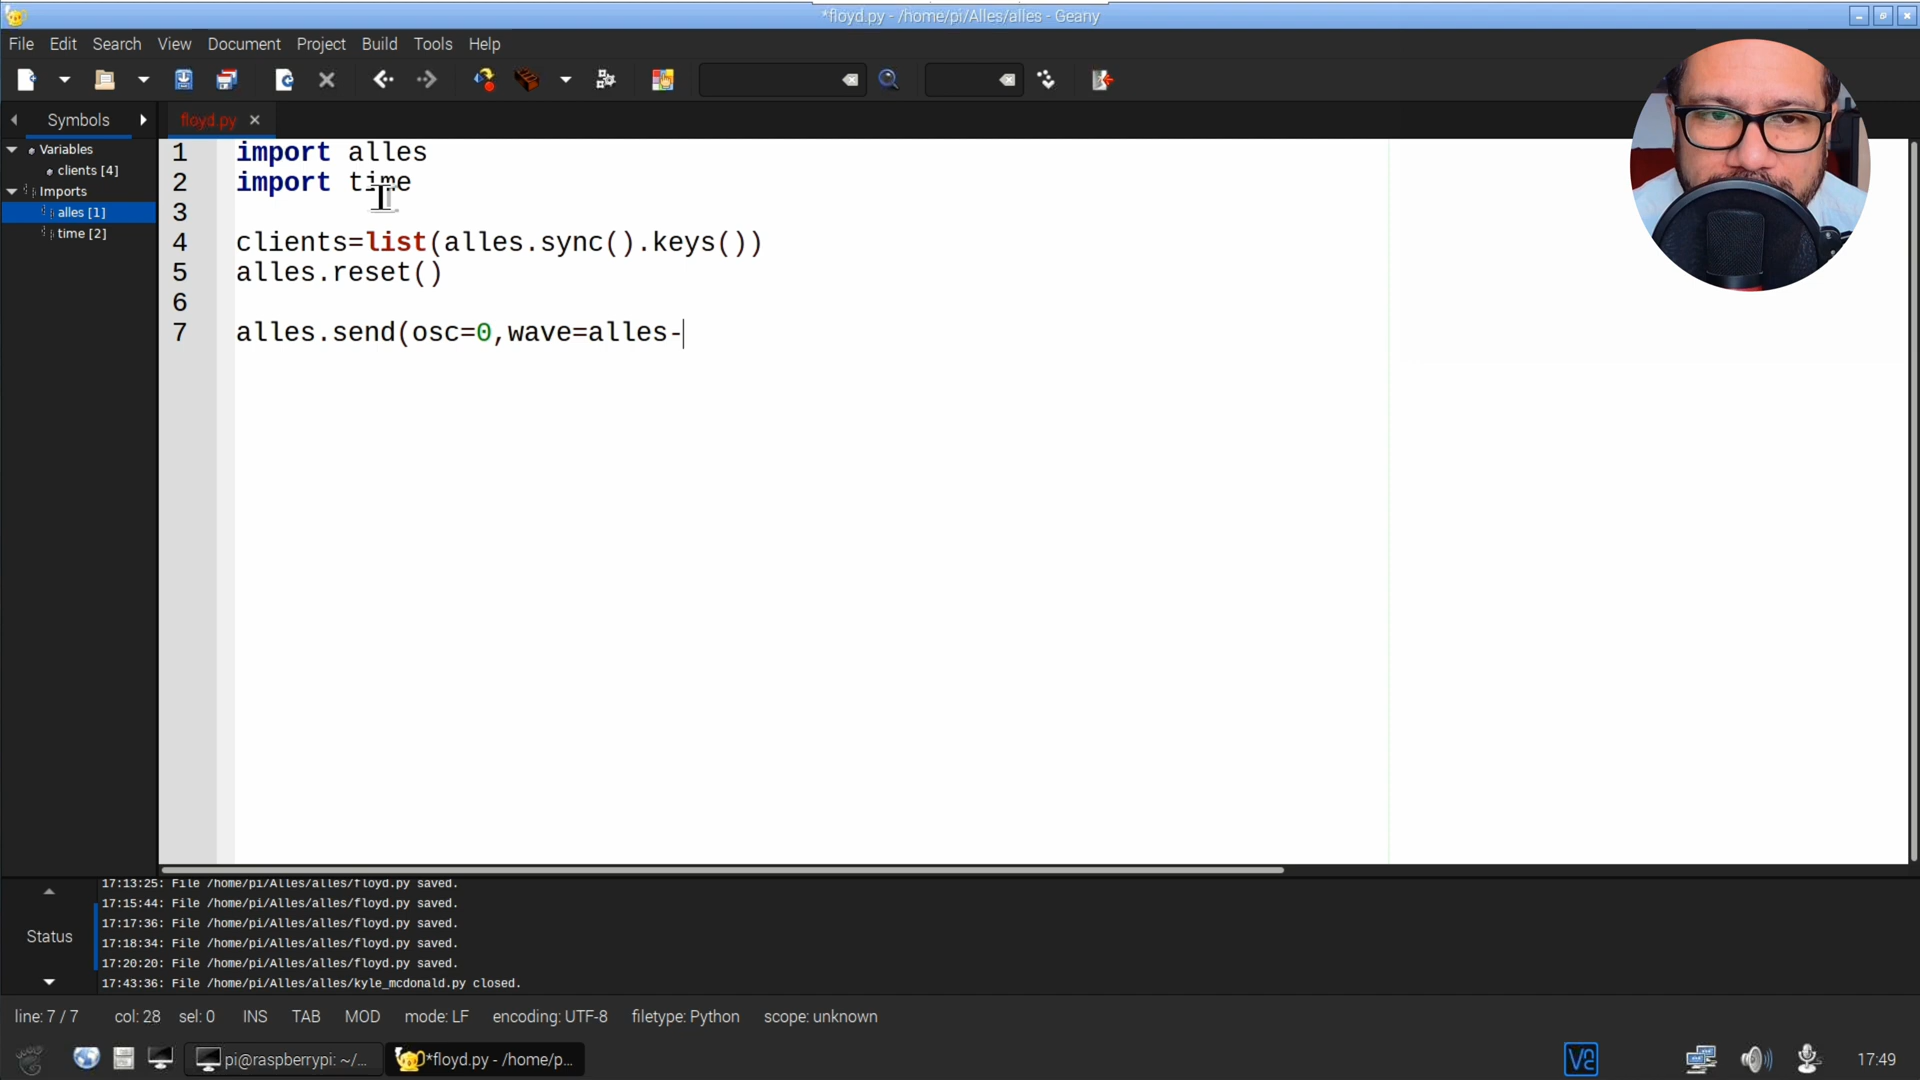 *floyd.py - /home/pi/Alles/alles - Geany
File Edit Search View Document Project Build Tools Help
Symbols
floyd.py
Variables
clients [4]
Imports
alles [1]
time [2]
1 import alles
2 import time
3
4 clients=list(alles.sync().keys())
5 alles.reset()
6
7 alles.send(osc=0,wave=alles-
Status
17:13:25: File /home/pi/Alles/alles/floyd.py saved.
17:15:44: File /home/pi/Alles/alles/floyd.py saved.
17:17:36: File /home/pi/Alles/alles/floyd.py saved.
17:18:34: File /home/pi/Alles/alles/floyd.py saved.
17:20:20: File /home/pi/Alles/alles/floyd.py saved.
17:43:36: File /home/pi/Alles/alles/kyle_mcdonald.py closed.
line: 7 / 7 col: 28 sel: 0 INS TAB MOD mode: LF encoding: UTF-8 filetype: Python scope: unknown
pi@raspberrypi: ~/... *floyd.py - /home/p... 17:49